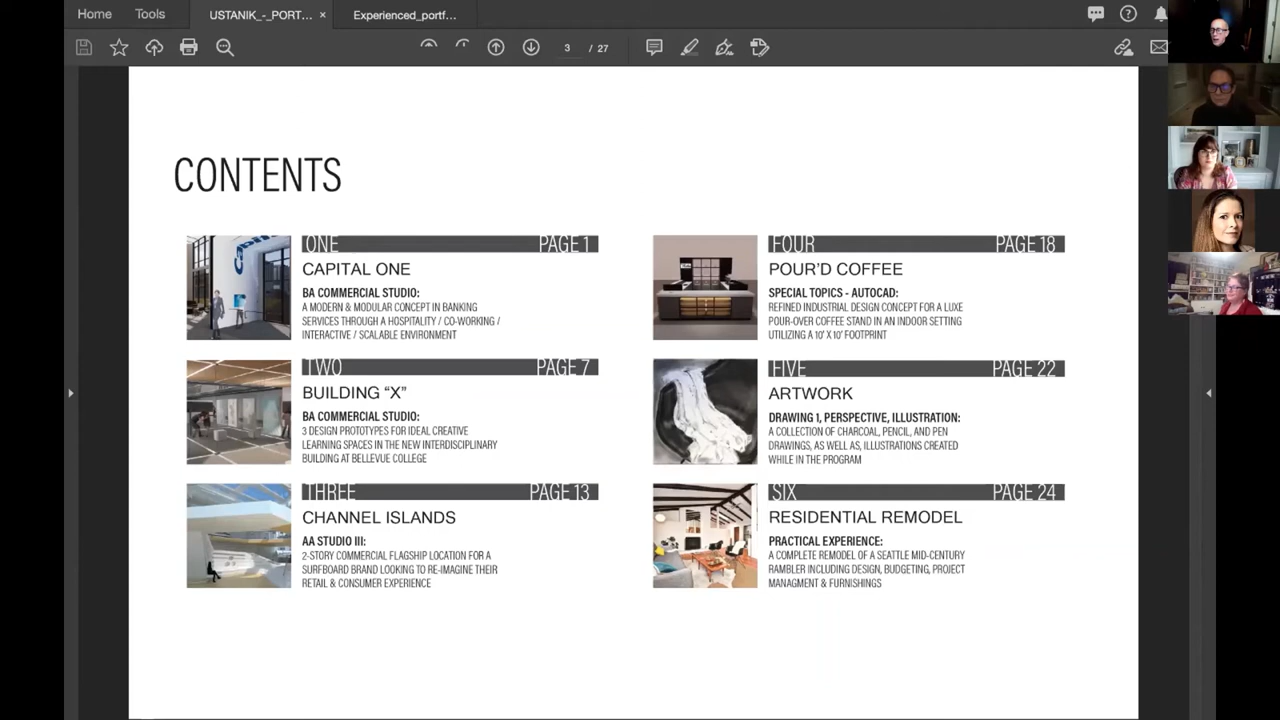 Home
Tools
USTANIK_-_PORT...
×
Experienced_portf...
3 / 27
CONTENTS
ONE PAGE 1
CAPITAL ONE
BA COMMERCIAL STUDIO:
A MODERN & MODULAR CONCEPT IN BANKING
SERVICES THROUGH A HOSPITALITY / CO-WORKING /
INTERACTIVE / SCALABLE ENVIRONMENT
TWO PAGE 7
BUILDING “X”
BA COMMERCIAL STUDIO:
3 DESIGN PROTOTYPES FOR IDEAL CREATIVE
LEARNING SPACES IN THE NEW INTERDISCIPLINARY
BUILDING AT BELLEVUE COLLEGE
THREE PAGE 13
CHANNEL ISLANDS
AA STUDIO III:
2-STORY COMMERCIAL FLAGSHIP LOCATION FOR A
SURFBOARD BRAND LOOKING TO RE-IMAGINE THEIR
RETAIL & CONSUMER EXPERIENCE
FOUR PAGE 18
POUR'D COFFEE
SPECIAL TOPICS - AUTOCAD:
REFINED INDUSTRIAL DESIGN CONCEPT FOR A LUXE
POUR-OVER COFFEE STAND IN AN INDOOR SETTING
UTILIZING A 10' X 10' FOOTPRINT
FIVE PAGE 22
ARTWORK
DRAWING 1, PERSPECTIVE, ILLUSTRATION:
A COLLECTION OF CHARCOAL, PENCIL, AND PEN
DRAWINGS, AS WELL AS, ILLUSTRATIONS CREATED
WHILE IN THE PROGRAM
SIX PAGE 24
RESIDENTIAL REMODEL
PRACTICAL EXPERIENCE:
A COMPLETE REMODEL OF A SEATTLE MID-CENTURY
RAMBLER INCLUDING DESIGN, BUDGETING, PROJECT
MANAGMENT & FURNISHINGS